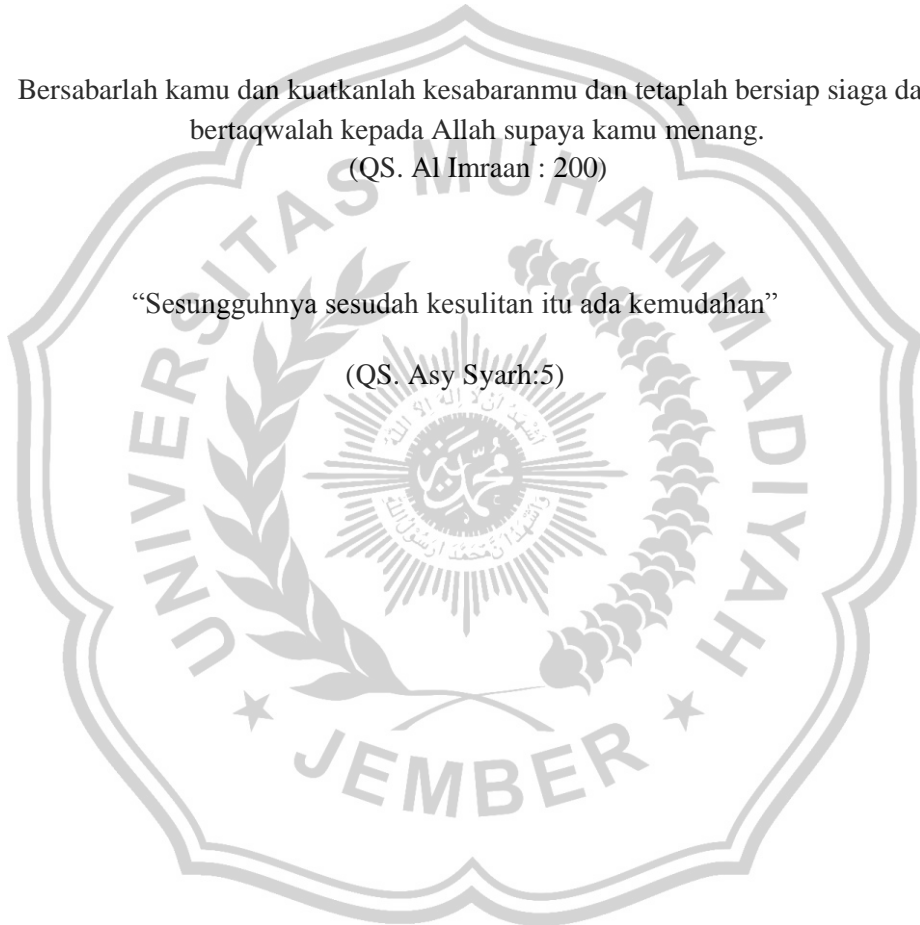 Bersabarlah kamu dan kuatkanlah kesabaranmu dan tetaplah bersiap siaga da
bertaqwalah kepada Allah supaya kamu menang.
(QS. Al Imraan : 200)
“Sesungguhnya sesudah kesulitan itu ada kemudahan”
(QS. Asy Syarh:5)
UNIVERSITAS MUHAMMADIYAH
JEMBER